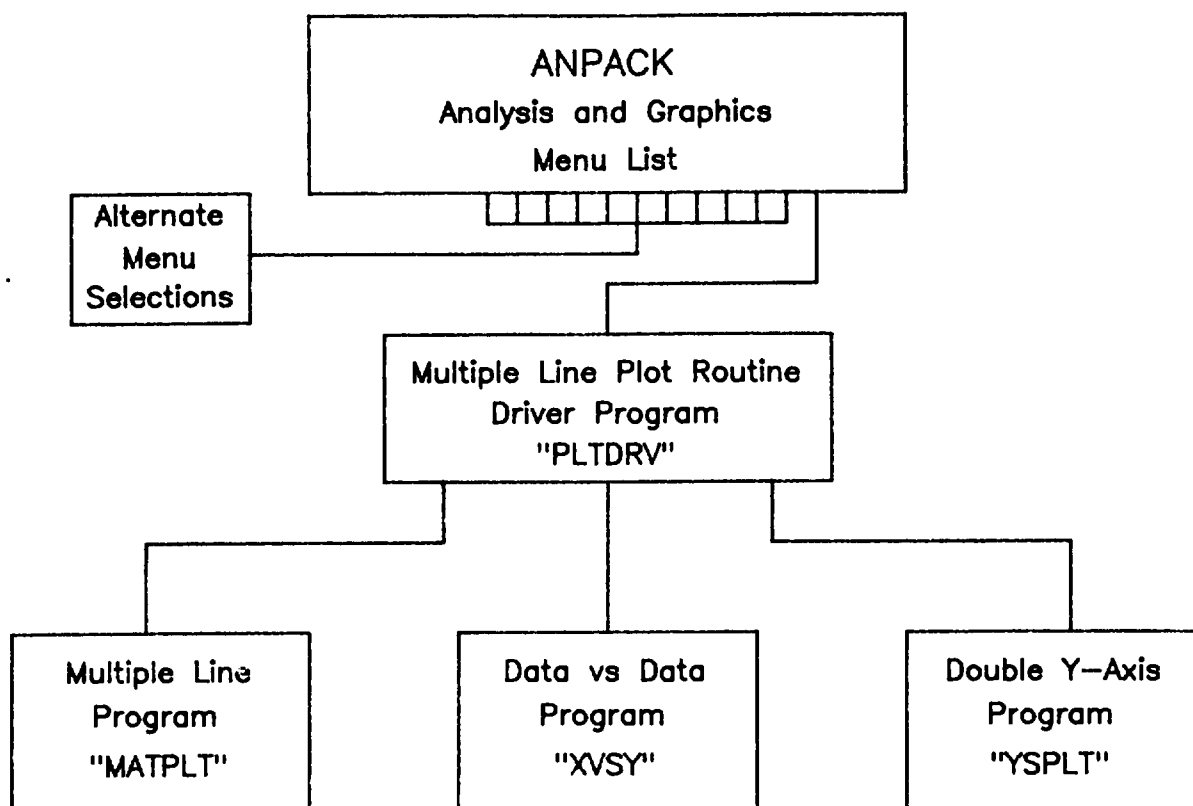 ANPACK
Analysis and Graphics
Menu List
Alternate
Menu
Selections
Multiple Line Plot Routine
Driver Program
"PLTDRV"
Multiple Line
Program
"MATPLT"
Data vs Data
Program
"XVSY"
Double Y-Axis
Program
"YSPLT"